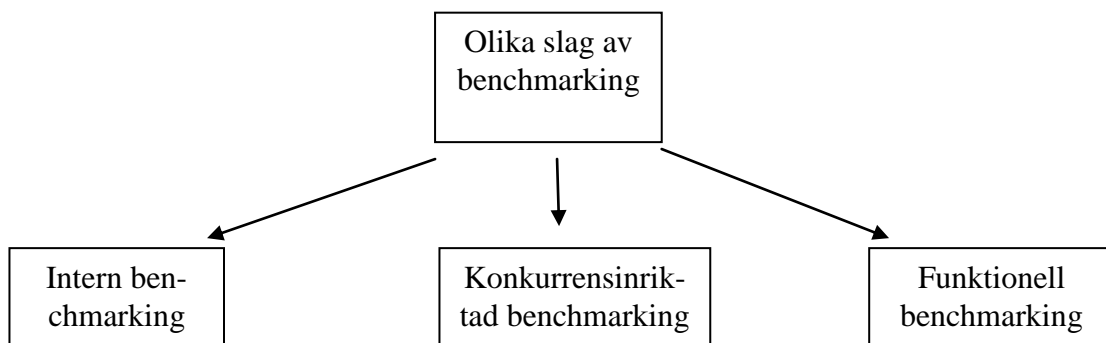 Olika slag av
benchmarking
Intern ben-
chmarking
Konkurrensinrik-
tad benchmarking
Funktionell
benchmarking